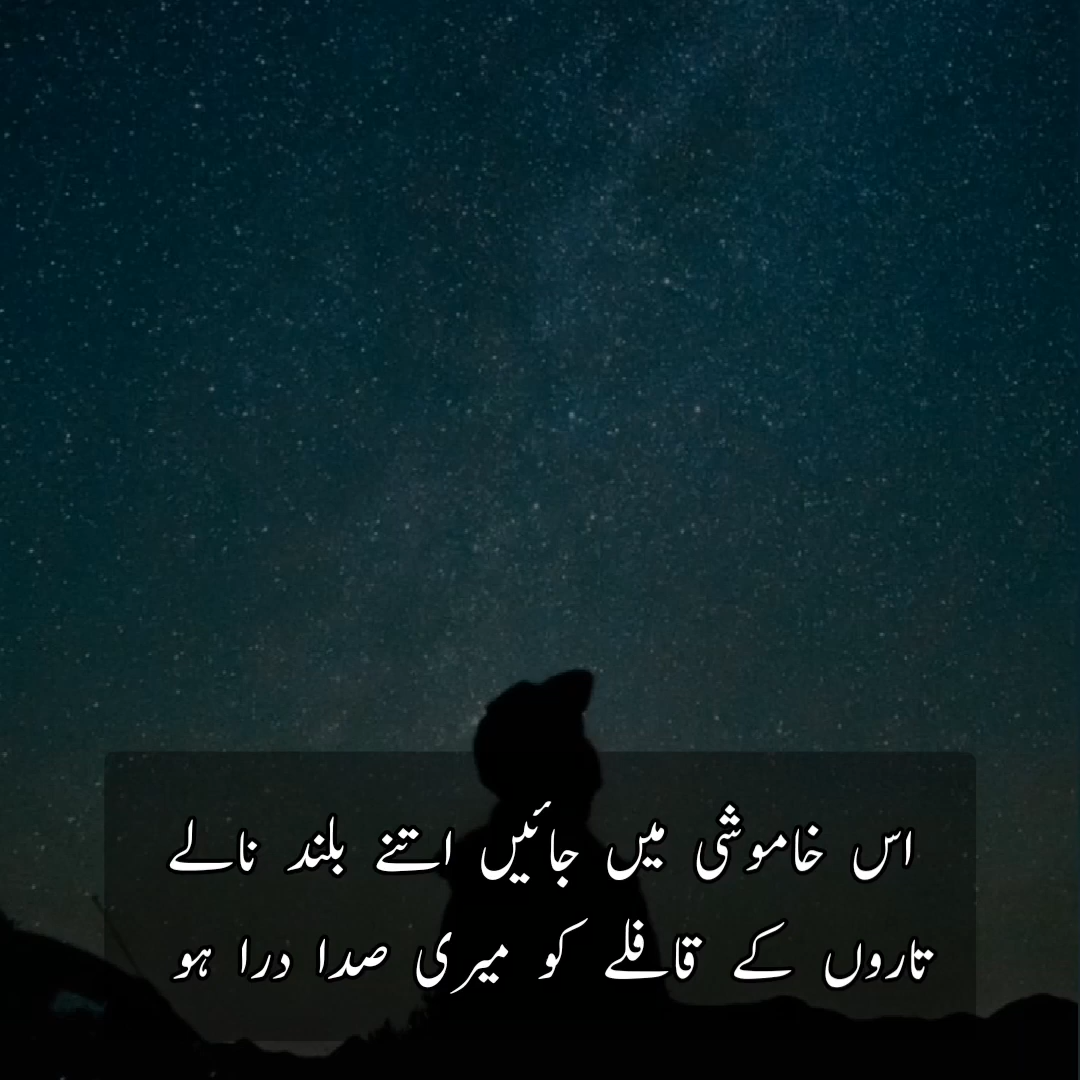 اس خاموشی میں جائیں اتنے بلند نالے
تاروں کے قافلے کو میری صدا درا ہو